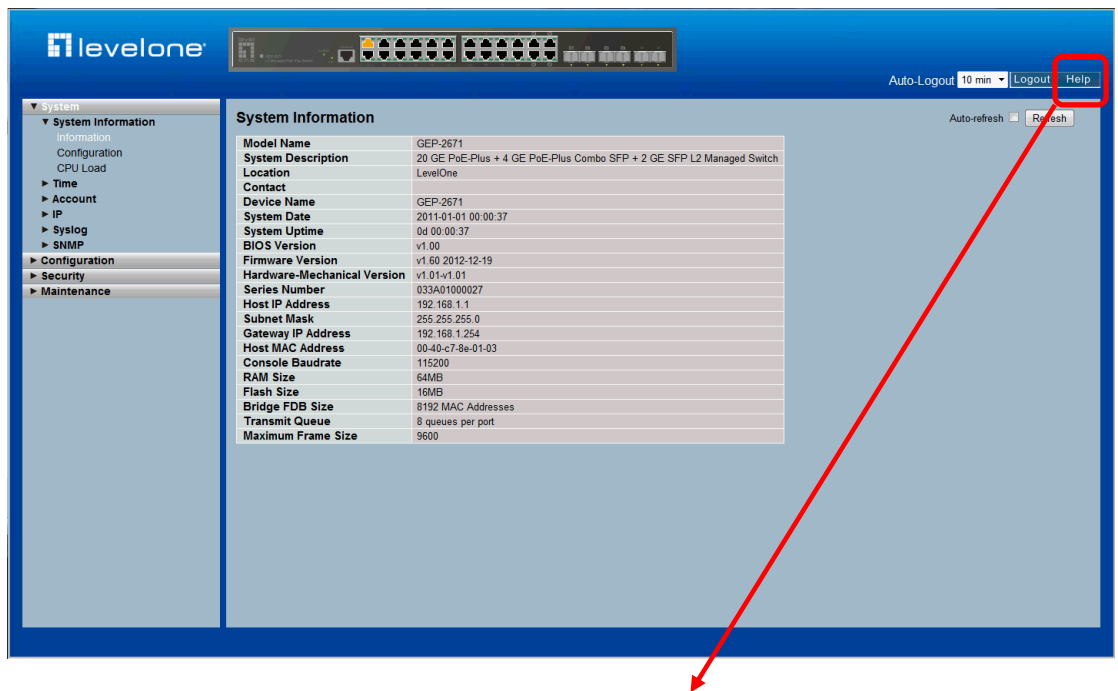 levelone
Auto-Logout 10 min Logout Help
System
System Information
Information
Configuration
CPU Load
Time
Account
IP
Syslog
SNMP
Configuration
Security
Maintenance
System Information
Auto-refresh Refresh
Model Name GEP-2671
System Description 20 GE PoE-Plus + 4 GE PoE-Plus Combo SFP + 2 GE SFP L2 Managed Switch
Location LevelOne
Contact
Device Name GEP-2671
System Date 2011-01-01 00:00:37
System Uptime 0d 00:00:37
BIOS Version v1.00
Firmware Version v1.60 2012-12-19
Hardware-Mechanical Version v1.01-v1.01
Series Number 033A01000027
Host IP Address 192.168.1.1
Subnet Mask 255.255.255.0
Gateway IP Address 192.168.1.254
Host MAC Address 00-40-c7-8e-01-03
Console Baudrate 115200
RAM Size 64MB
Flash Size 16MB
Bridge FDB Size 8192 MAC Addresses
Transmit Queue 8 queues per port
Maximum Frame Size 9600